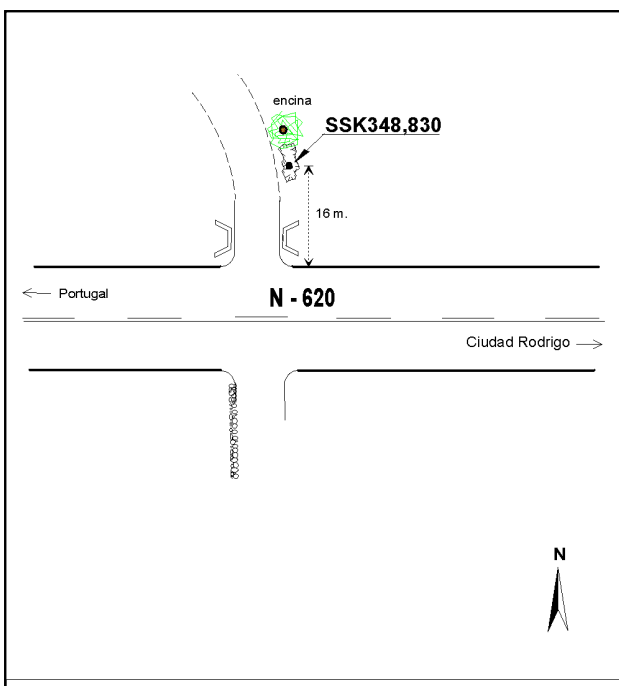 encina
SSK348,830
16 m.
Portugal
N - 620
Ciudad Rodrigo
N